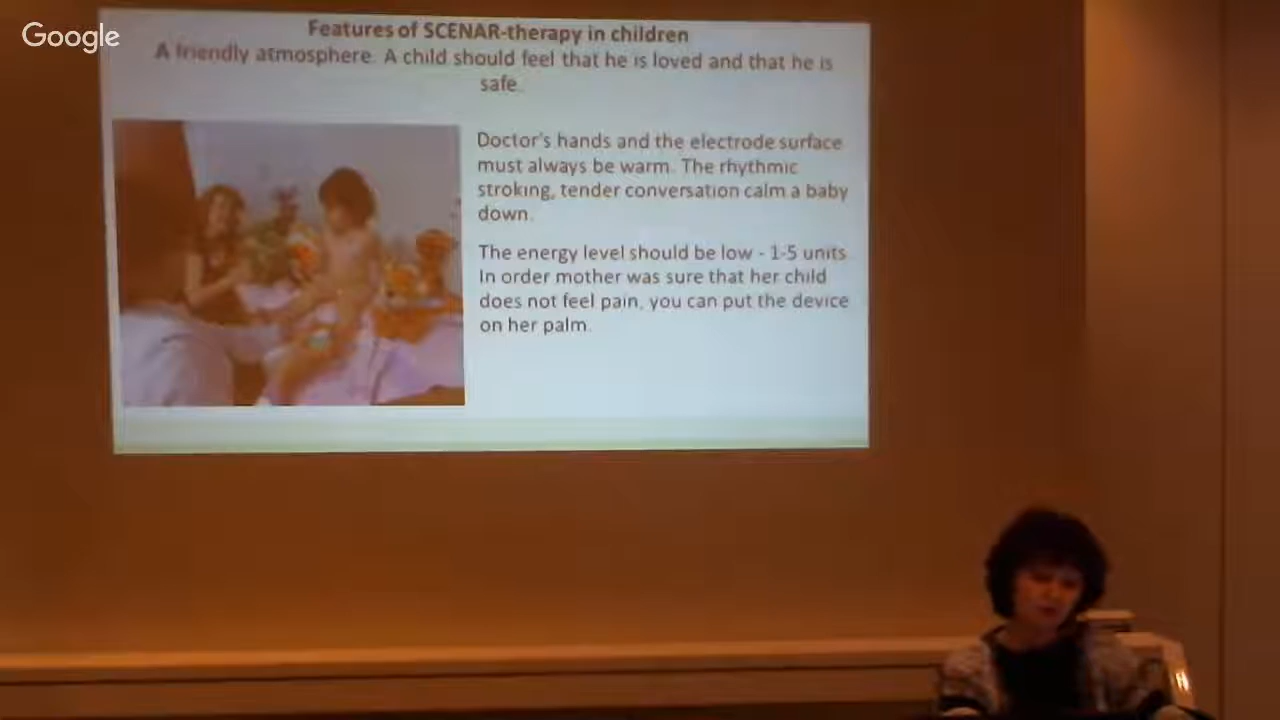 Google
Features of SCENAR-therapy in children
A friendly atmosphere. A child should feel that he is loved and that he is
safe.
Doctor's hands and the electrode surface
must always be warm. The rhythmic
stroking, tender conversation calm a baby
down.
The energy level should be low - 1-5 units.
In order mother was sure that her child
does not feel pain, you can put the device
on her palm.